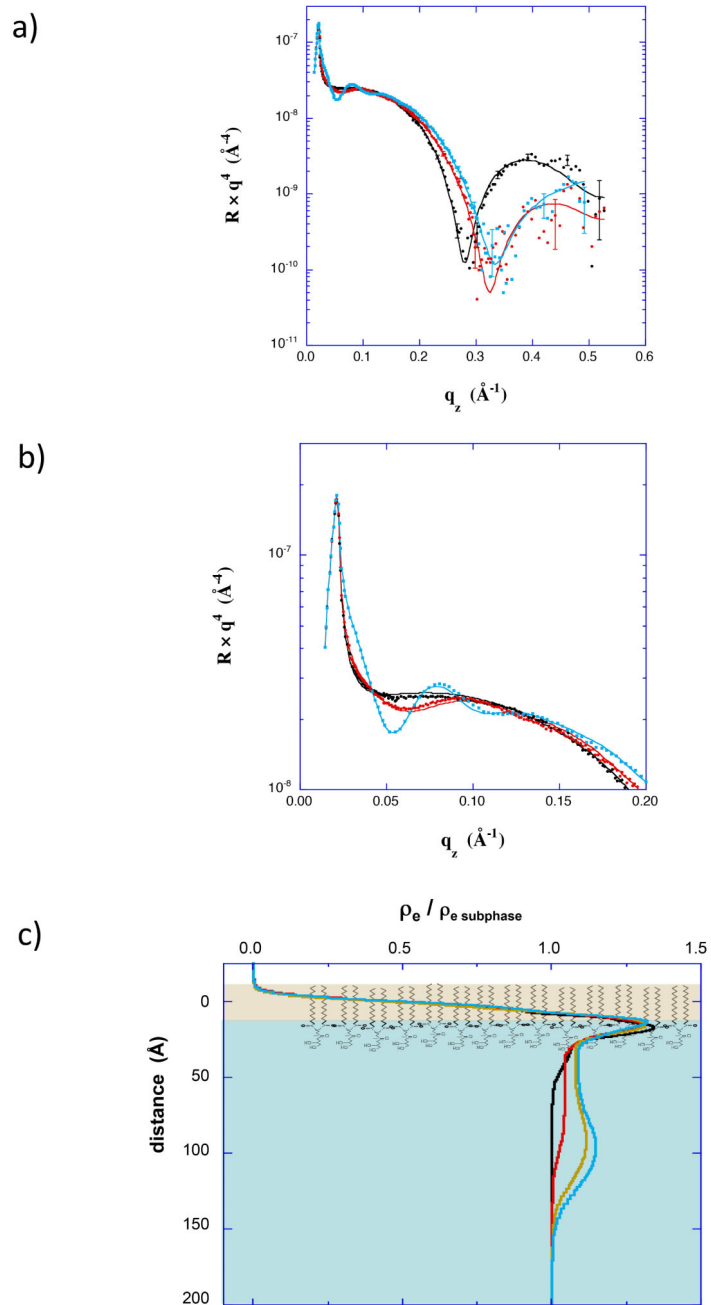 a)
10⁻⁷
10⁻⁸
10⁻⁹
10⁻¹⁰
10⁻¹¹
R × q⁴ (Å⁻⁴)
0.0 0.1 0.2 0.3 0.4 0.5 0.6
q_z (Å⁻¹)
b)
10⁻⁷
10⁻⁸
R × q⁴ (Å⁻⁴)
0.00 0.05 0.10 0.15 0.20
q_z (Å⁻¹)
c)
ρ_e / ρ_e subphase
0.0 0.5 1.0 1.5
0
50
100
150
200
distance (Å)